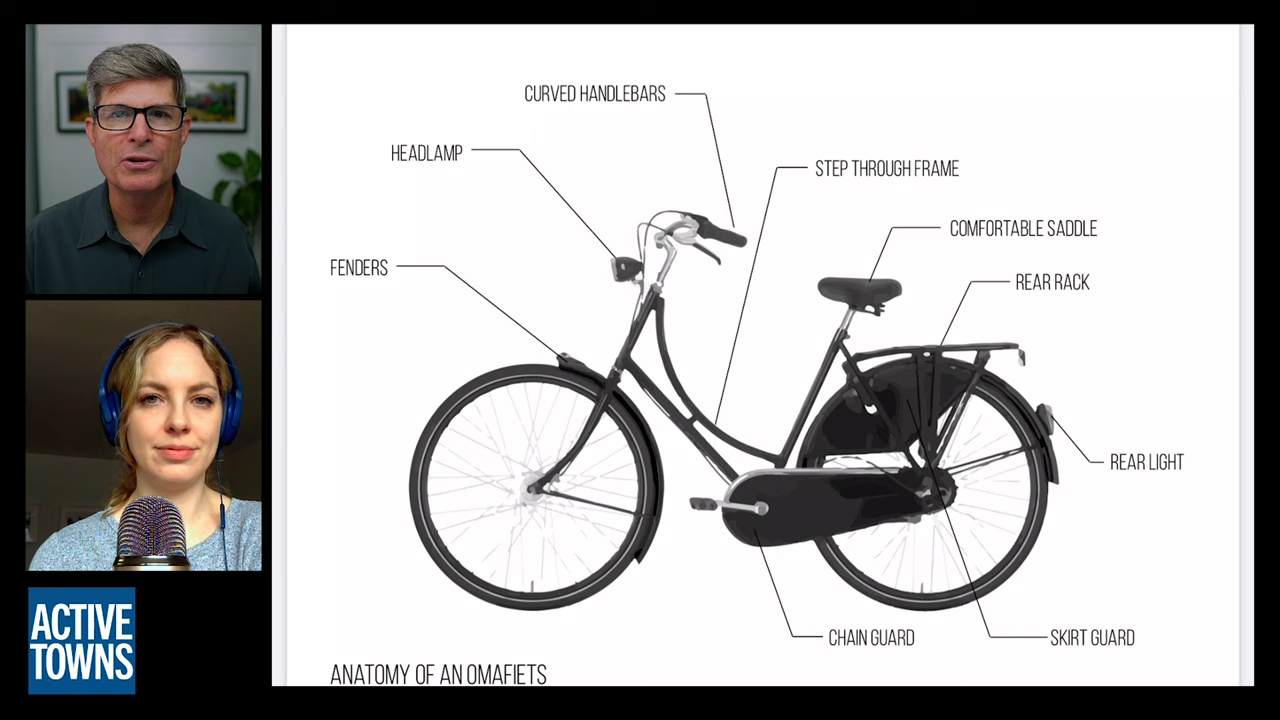 CURVED HANDLEBARS
HEADLAMP
STEP THROUGH FRAME
COMFORTABLE SADDLE
FENDERS
REAR RACK
REAR LIGHT
CHAIN GUARD
SKIRT GUARD
ANATOMY OF AN OMAFIETS
ACTIVE
TOWNS